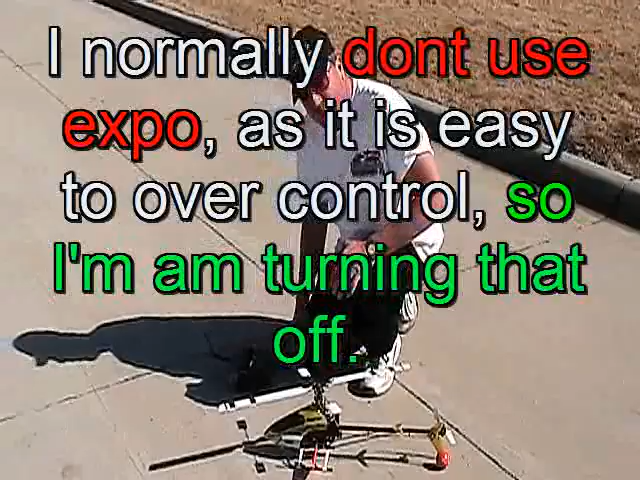 I normally dont use
expo, as it is easy
to over control, so
I'm am turning that
off.